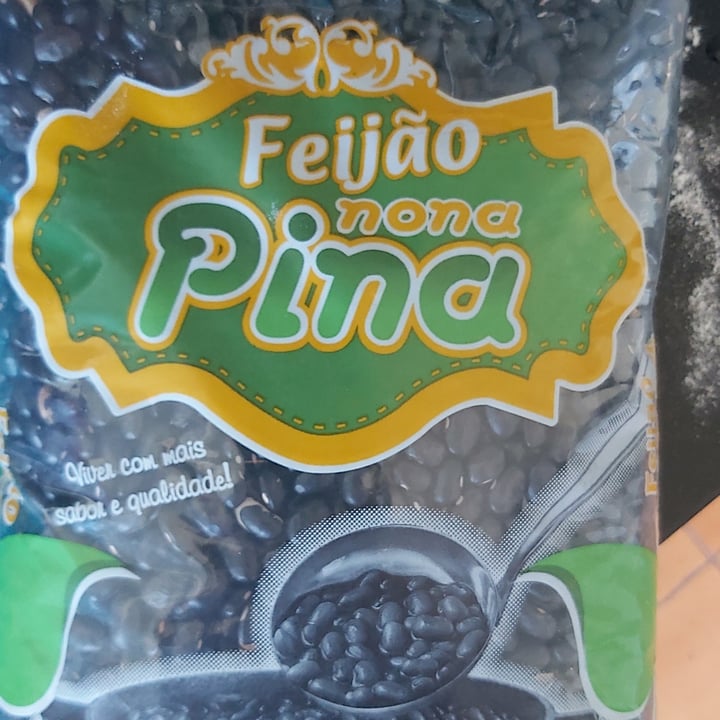 Feijão
nona
Pina
Viver com mais
sabor e qualidade!